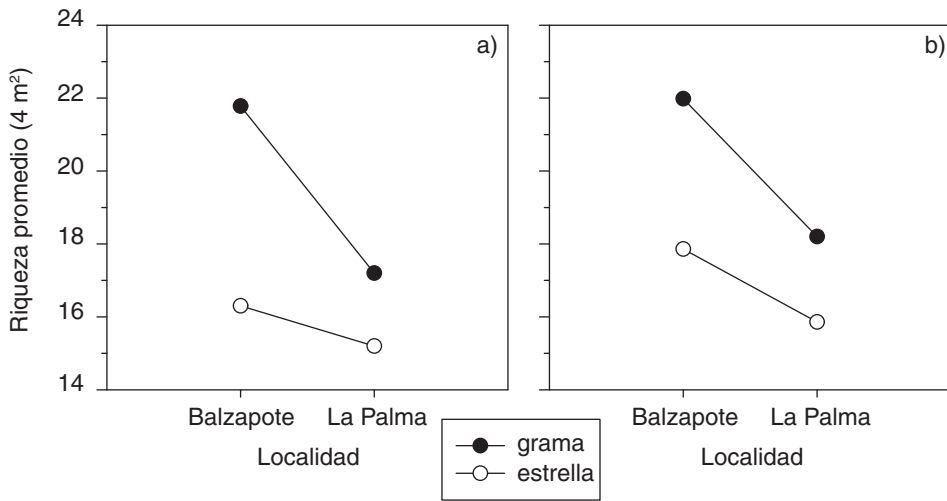 Riqueza promedio (4 m²)
24
22
20
18
16
14
a)
b)
Balzapote La Palma
Balzapote La Palma
Localidad
Localidad
grama
estrella